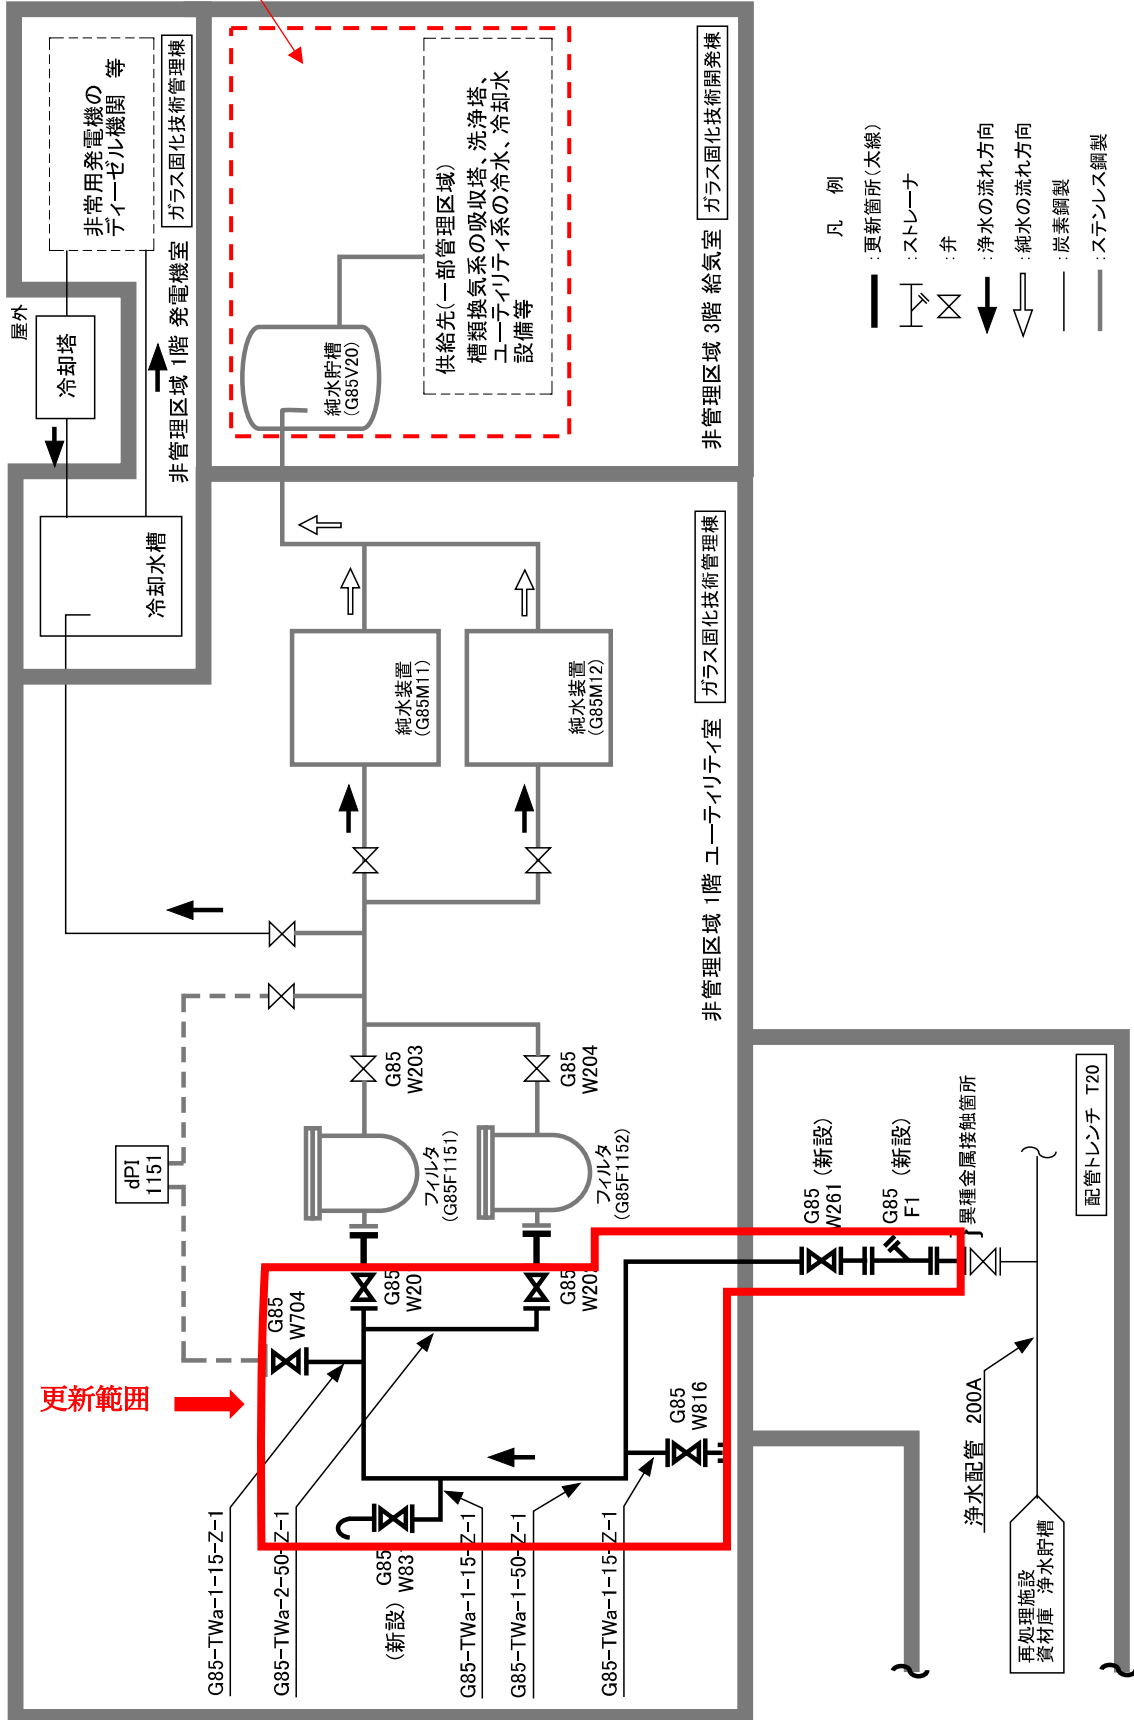 屋外
非常用発電機の
ディーゼル機関 等
ガラス固化技術管理棟
非管理区域 1階 発電機室
冷却塔
冷却水槽
供給先(一部管理区域)
槽類換気系の吸収塔、洗浄塔、
ユーティリティ系の冷水、冷却水
設備等
純水貯槽
(G85V20)
ガラス固化技術開発棟
非管理区域 3階 給気室
純水装置
(G85M11)
純水装置
(G85M12)
ガラス固化技術管理棟
非管理区域 1階 ユーティリティ室
dPI
1151
G85
W203
G85
W204
フィルタ
(G85F1151)
フィルタ
(G85F1152)
G85
W704
G85
W20
G85
W20
G85
W816
G85
W83
(新設)
G85 (新設)
W261
G85 (新設)
F1
異種金属接触箇所
配管トレンチ T20
浄水配管 200A
再処理施設
資材庫 浄水貯槽
更新範囲
G85-TWa-1-15-Z-1
G85-TWa-2-50-Z-1
G85-TWa-1-15-Z-1
G85-TWa-1-50-Z-1
G85-TWa-1-15-Z-1
凡 例
:更新箇所(太線)
:ストレーナ
:弁
:浄水の流れ方向
:純水の流れ方向
:炭素鋼製
:ステンレス鋼製